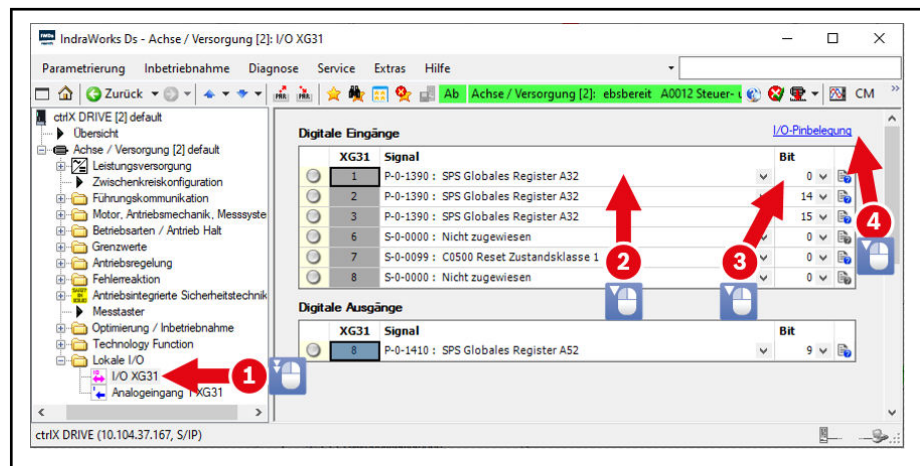 IndraWorks Ds - Achse / Versorgung [2]: I/O XG31
Parametrierung Inbetriebnahme Diagnose Service Extras Hilfe
Zurück Ab Achse / Versorgung [2]: ebsbereit A0012 Steuer- CM
ctrlX DRIVE [2] default
Übersicht
Achse / Versorgung [2] default
Leistungsversorgung
Zwischenkreiskonfiguration
Führungskommunikation
Motor, Antriebsmechanik, Messsyste
Betriebsarten / Antrieb Halt
Grenzwerte
Antriebsregelung
Fehlerreaktion
Antriebsintegrierte Sicherheitstechnik
Messtaster
Optimierung / Inbetriebnahme
Technology Function
Lokale I/O
I/O XG31
Analogeingang 1 XG31
1
Digitale Eingänge I/O-Pinbelegung
XG31 Signal Bit
1 P-0-1390 : SPS Globales Register A32 0
2 P-0-1390 : SPS Globales Register A32 14
3 P-0-1390 : SPS Globales Register A32 15
6 S-0-0000 : Nicht zugewiesen 0
7 S-0-0099 : C0500 Reset Zustandsklasse 1 0
8 S-0-0000 : Nicht zugewiesen 0
2
3
4
Digitale Ausgänge
XG31 Signal Bit
8 P-0-1410 : SPS Globales Register A52 9
ctrlX DRIVE (10.104.37.167, S/IP)